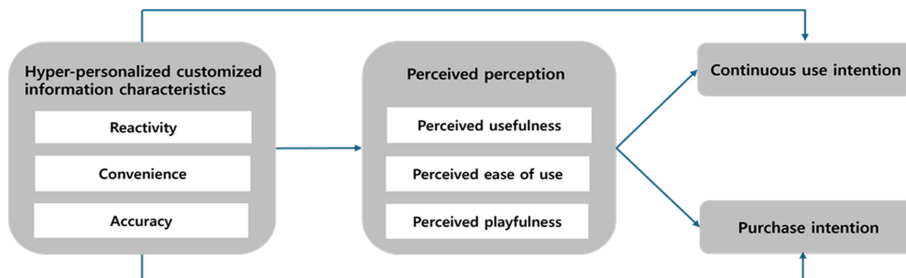 Hyper-personalized customized
information characteristics
Reactivity
Convenience
Accuracy
Perceived perception
Perceived usefulness
Perceived ease of use
Perceived playfulness
Continuous use intention
Purchase intention